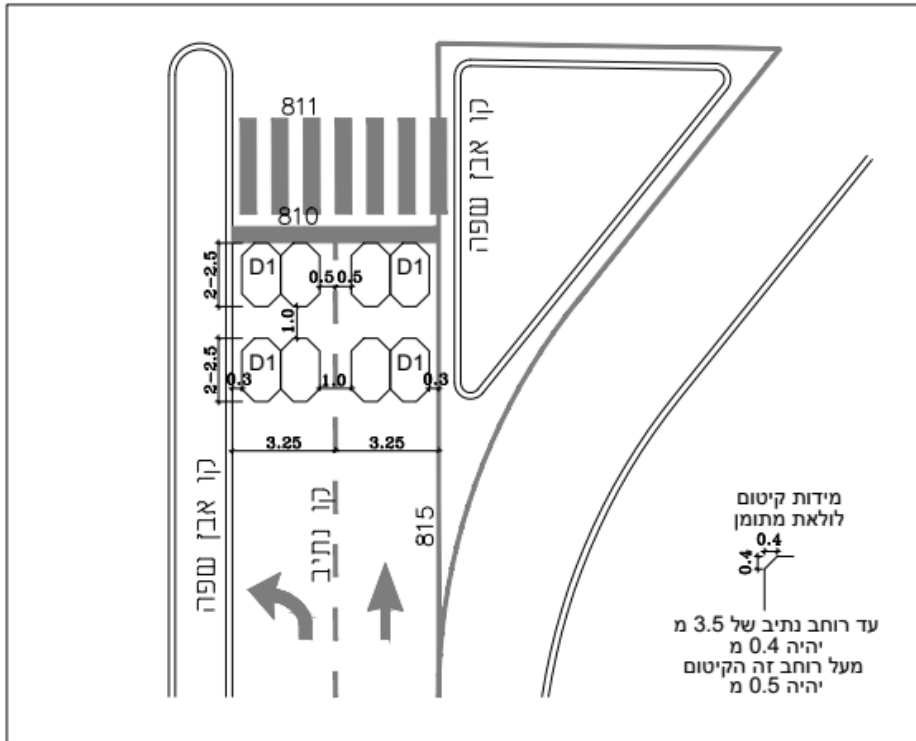 811
קו אבן שפה
810
D1
D1
2-2.5
0.5
0.5
1.0
D1
D1
2-2.5
0.3
1.0
0.3
3.25
3.25
קו אבן שפה
קו נתיב
815
מידות קיטום
לולאת מתומן
0.4
0.4
עד רוחב נתיב של 3.5 מ
יהיה 0.4 מ
מעל רוחב זה הקיטום
יהיה 0.5 מ